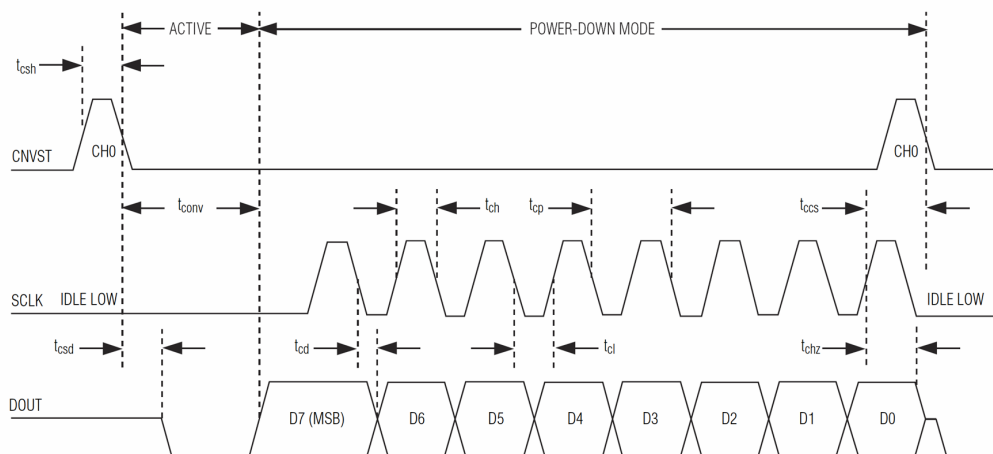 ACTIVE POWER-DOWN MODE
tcsh
CNVST CH0 CH0
tconv tch tcp tccs
SCLK IDLE LOW IDLE LOW
tcsd tcd tcl tchz
DOUT D7 (MSB) D6 D5 D4 D3 D2 D1 D0